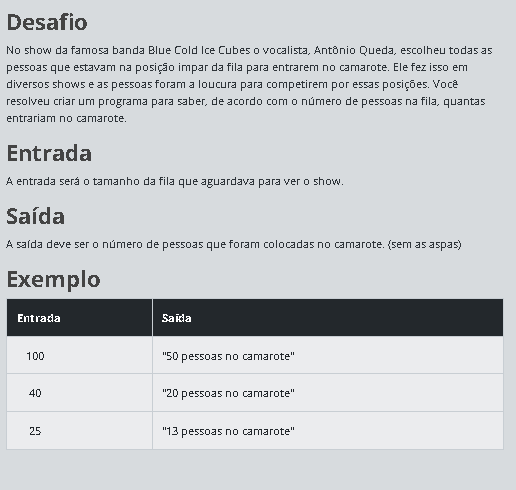 Desafio
No show da famosa banda Blue Cold Ice Cubes o vocalista, Antônio Queda, escolheu todas as
pessoas que estavam na posição impar da fila para entrarem no camarote. Ele fez isso em
diversos shows e as pessoas foram a loucura para competirem por essas posições. Você
resolveu criar um programa para saber, de acordo com o número de pessoas na fila, quantas
entrariam no camarote.
Entrada
A entrada será o tamanho da fila que aguardava para ver o show.
Saída
A saída deve ser o número de pessoas que foram colocadas no camarote. (sem as aspas)
Exemplo
Entrada Saída
100 "50 pessoas no camarote"
40 "20 pessoas no camarote"
25 "13 pessoas no camarote"